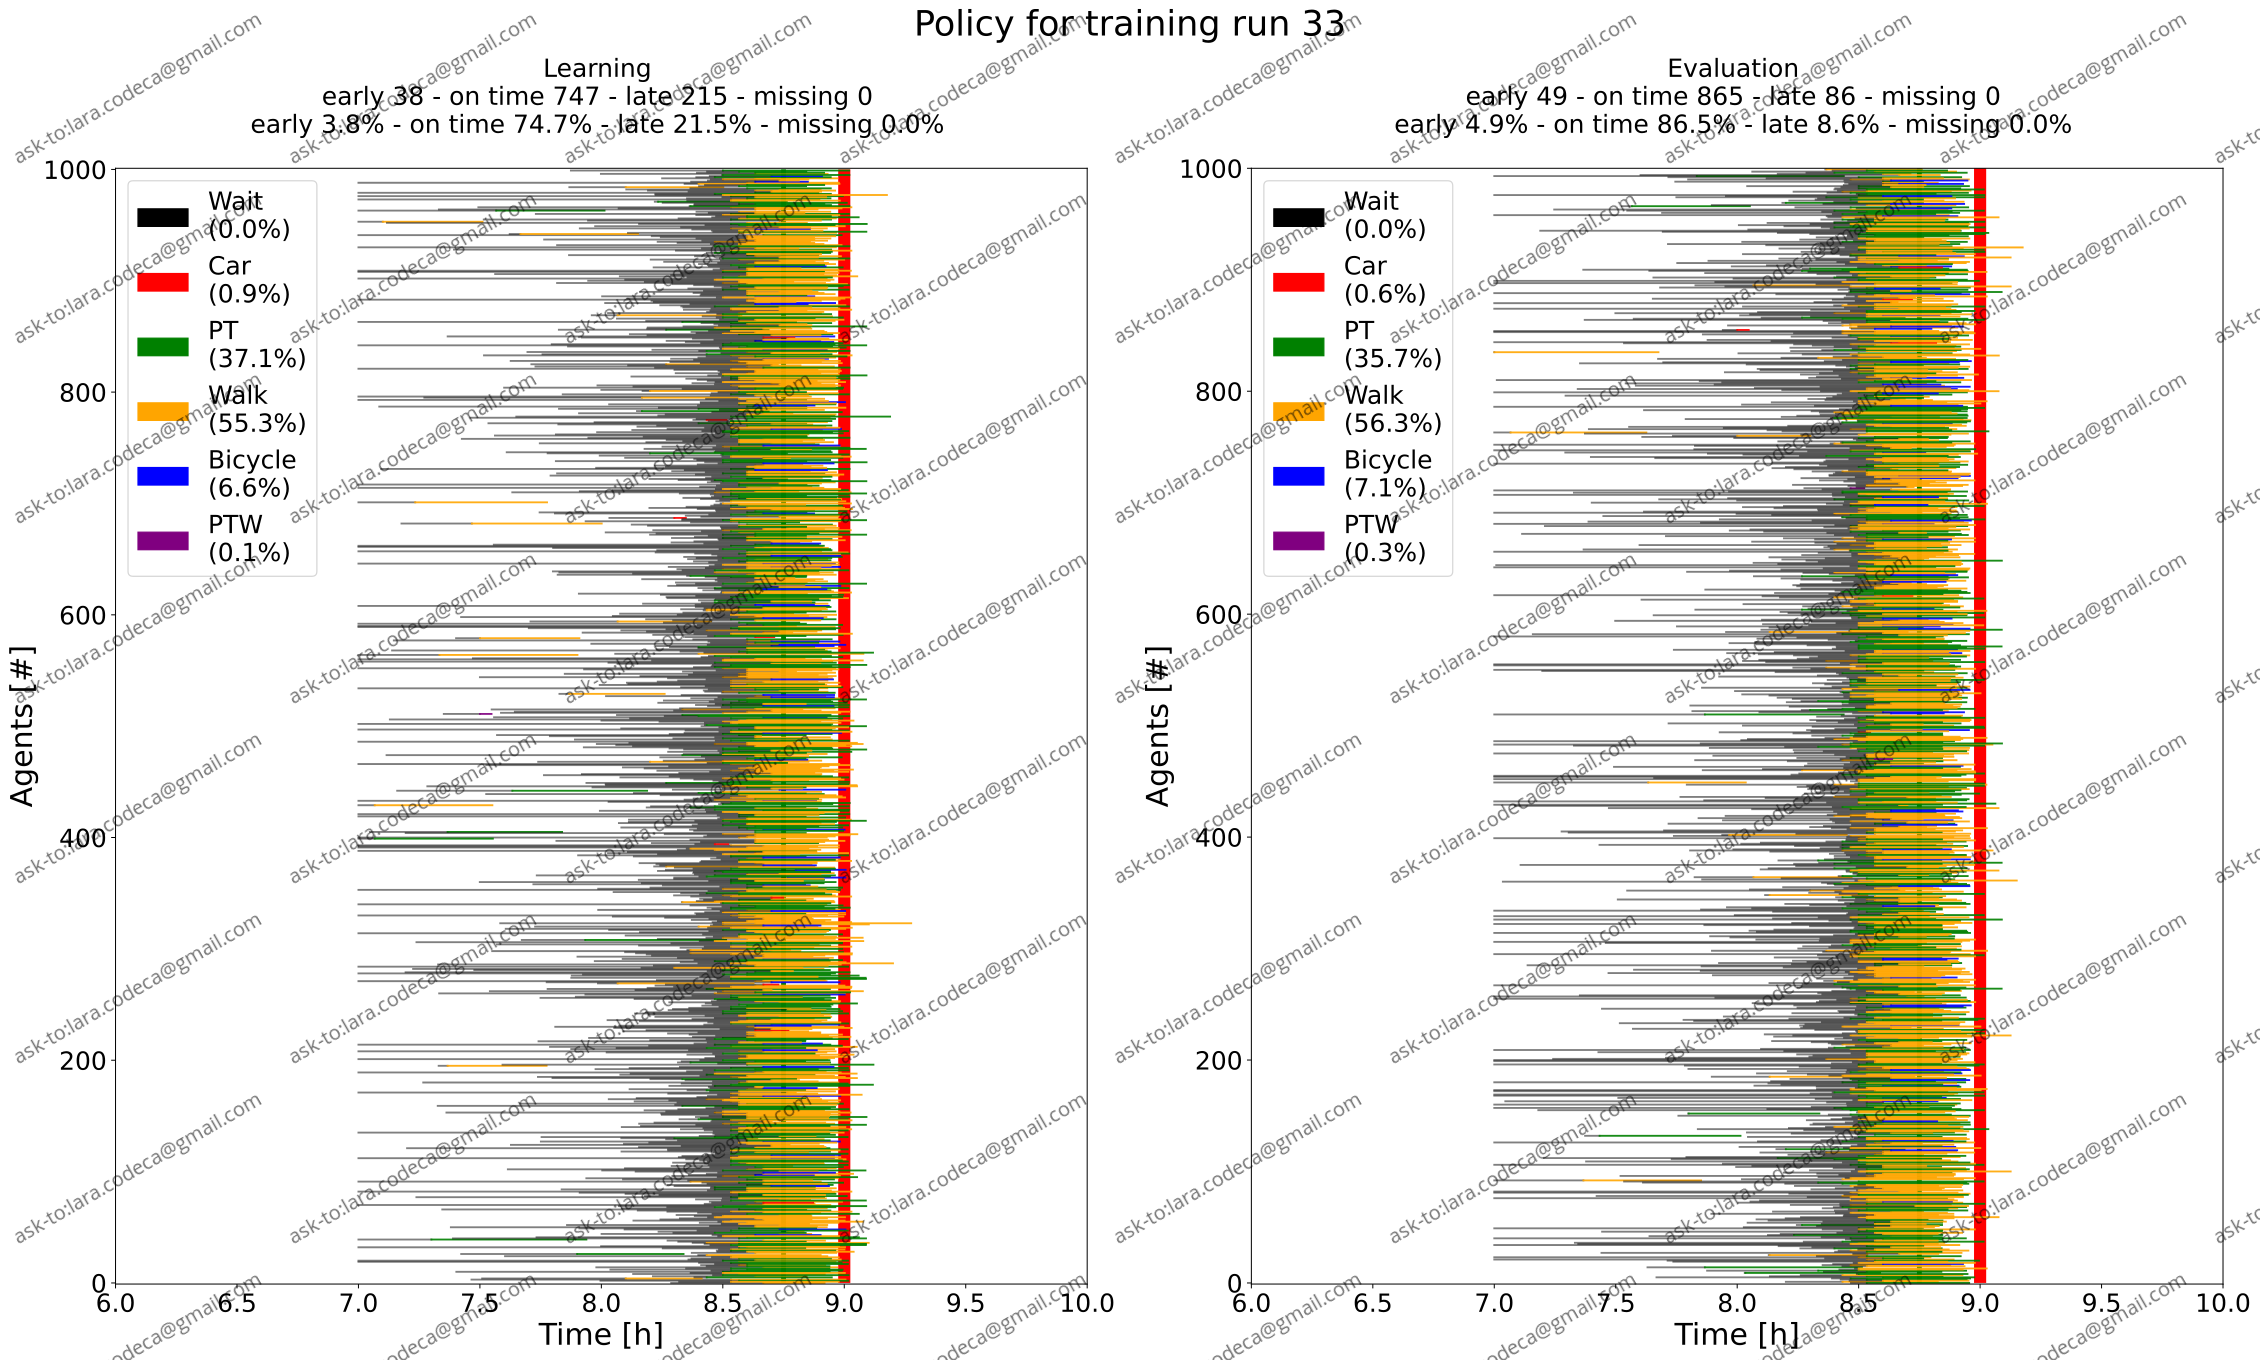 Policy for training run 33
Learning
early 38 - on time 747 - late 215 - missing 0
early 3.8% - on time 74.7% - late 21.5% - missing 0.0%
1000
800
600
400
200
0
Agents [#]
Wait
(0.0%)
Car
(0.9%)
PT
(37.1%)
Walk
(55.3%)
Bicycle
(6.6%)
PTW
(0.1%)
6.0 6.5 7.0 7.5 8.0 8.5 9.0 9.5 10.0
Time [h]
Evaluation
early 49 - on time 865 - late 86 - missing 0
early 4.9% - on time 86.5% - late 8.6% - missing 0.0%
1000
800
600
400
200
0
Agents [#]
Wait
(0.0%)
Car
(0.6%)
PT
(35.7%)
Walk
(56.3%)
Bicycle
(7.1%)
PTW
(0.3%)
6.0 6.5 7.0 7.5 8.0 8.5 9.0 9.5 10.0
Time [h]
ask-to:lara.codeca@gmail.com